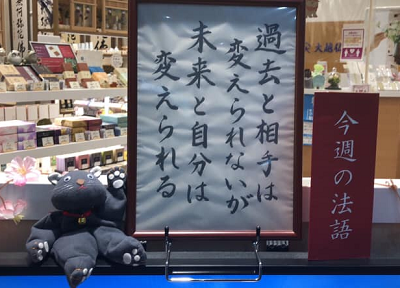 過去と相手は
変えられないが
未来と自分は
変えられる
今週の法語